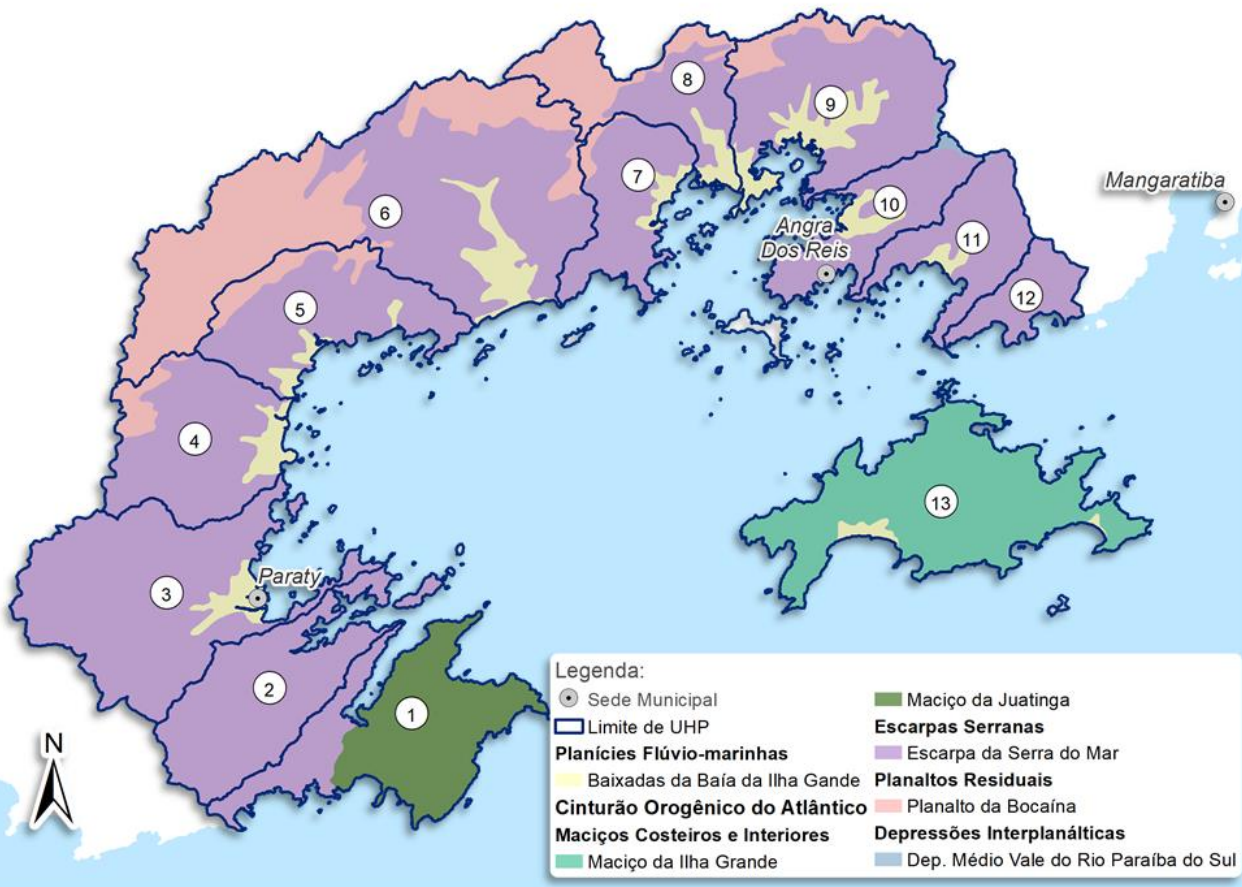 8
9
Mangaratiba
7
6
10
Angra
Dos Reis
11
5
12
4
13
3
Paraty
2
1
N
Legenda:
Sede Municipal
Limite de UHP
Planícies Flúvio-marinhas
Baixadas da Baía da Ilha Gande
Cinturão Orogênico do Atlântico
Maciços Costeiros e Interiores
Maciço da Ilha Grande
Maciço da Juatinga
Escarpas Serranas
Escarpa da Serra do Mar
Planaltos Residuais
Planalto da Bocaína
Depressões Interplanálticas
Dep. Médio Vale do Rio Paraíba do Sul